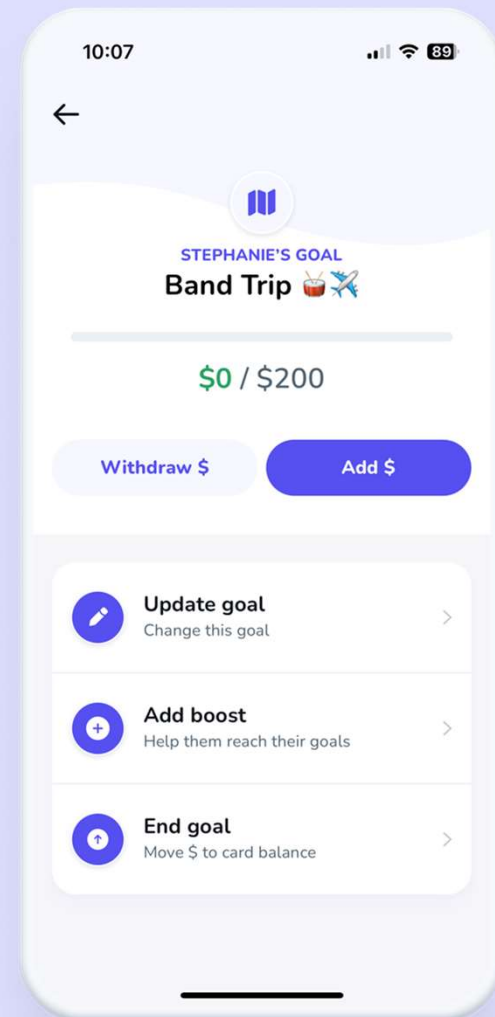 10:07 89
STEPHANIE'S GOAL
Band Trip 🥁✈️
$0 / $200
Withdraw $ Add $
Update goal
Change this goal
Add boost
Help them reach their goals
End goal
Move $ to card balance